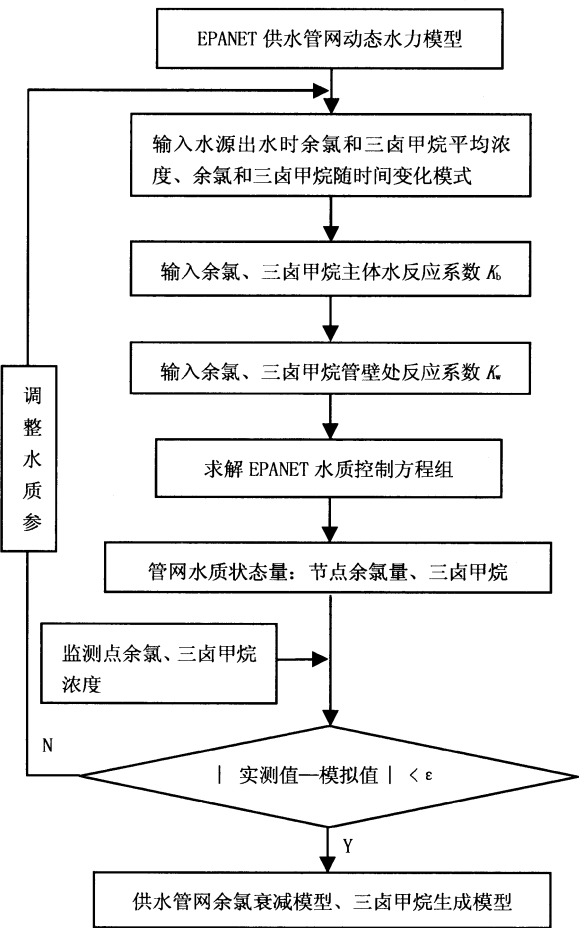 EPANET 供水管网动态水力模型
输入水源出水时余氯和三卤甲烷平均浓
度、余氯和三卤甲烷随时间变化模式
输入余氯、三卤甲烷主体水反应系数 Kb
输入余氯、三卤甲烷管壁处反应系数 Kw
调
整
水
质
参
求解 EPANET 水质控制方程组
管网水质状态量：节点余氯量、三卤甲烷
监测点余氯、三卤甲烷
浓度
N
| 实测值—模拟值 | < ε
Y
供水管网余氯衰减模型、三卤甲烷生成模型